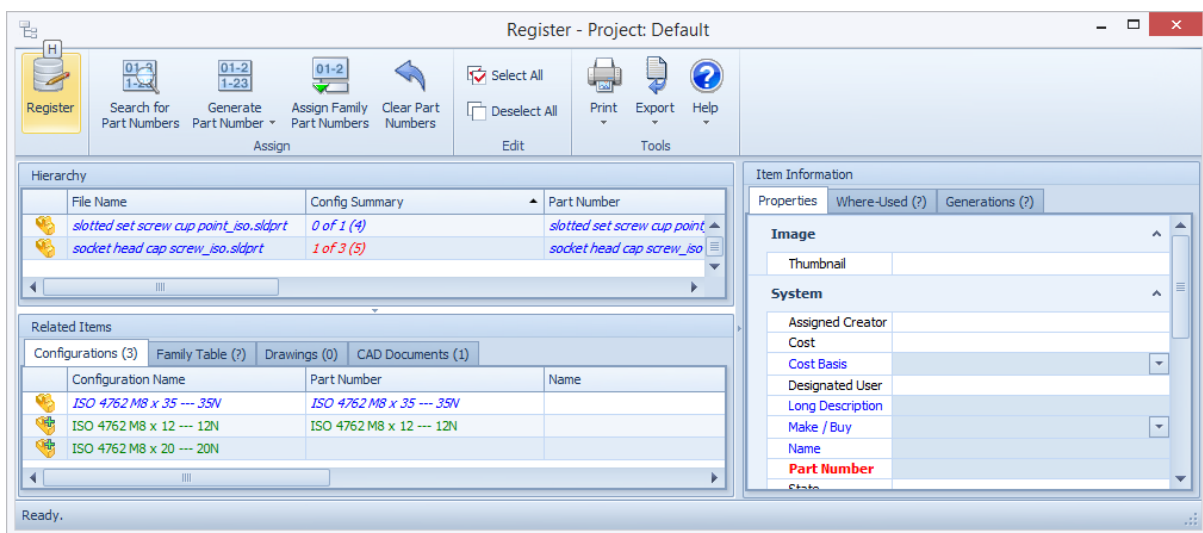 Register - Project: Default
H
01-2
1-23
01-2
1-23
01-2
Register
Search for
Part Numbers
Generate
Part Number
Assign Family
Part Numbers
Clear Part
Numbers
Select All
Deselect All
Print
Export
Help
Assign
Edit
Tools
Hierarchy
File Name Config Summary Part Number
slotted set screw cup point_iso.sldprt 0 of 1 (4) slotted set screw cup point_
socket head cap screw_iso.sldprt 1 of 3 (5) socket head cap screw_iso
Related Items
Configurations (3) Family Table (?) Drawings (0) CAD Documents (1)
Configuration Name Part Number Name
ISO 4762 M8 x 35 --- 35N ISO 4762 M8 x 35 --- 35N
ISO 4762 M8 x 12 --- 12N ISO 4762 M8 x 12 --- 12N
ISO 4762 M8 x 20 --- 20N
Item Information
Properties Where-Used (?) Generations (?)
Image
Thumbnail
System
Assigned Creator
Cost
Cost Basis
Designated User
Long Description
Make / Buy
Name
Part Number
State
Ready.